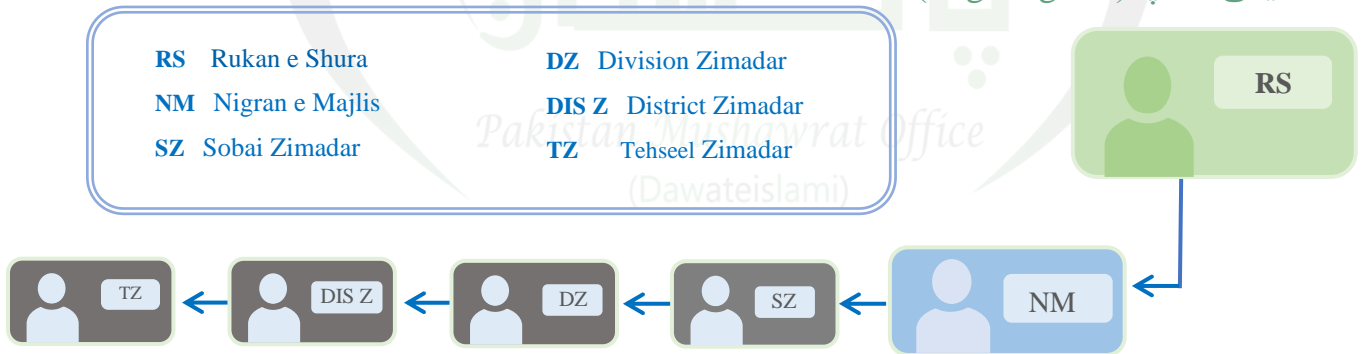 RS Rukan e Shura
DZ Division Zimadar
RS
NM Nigran e Majlis
DIS Z District Zimadar
Pakistan Mushawrat Office
SZ Sobai Zimadar
TZ Tehseel Zimadar
(Dawateislami)
TZ
DIS Z
DZ
SZ
NM